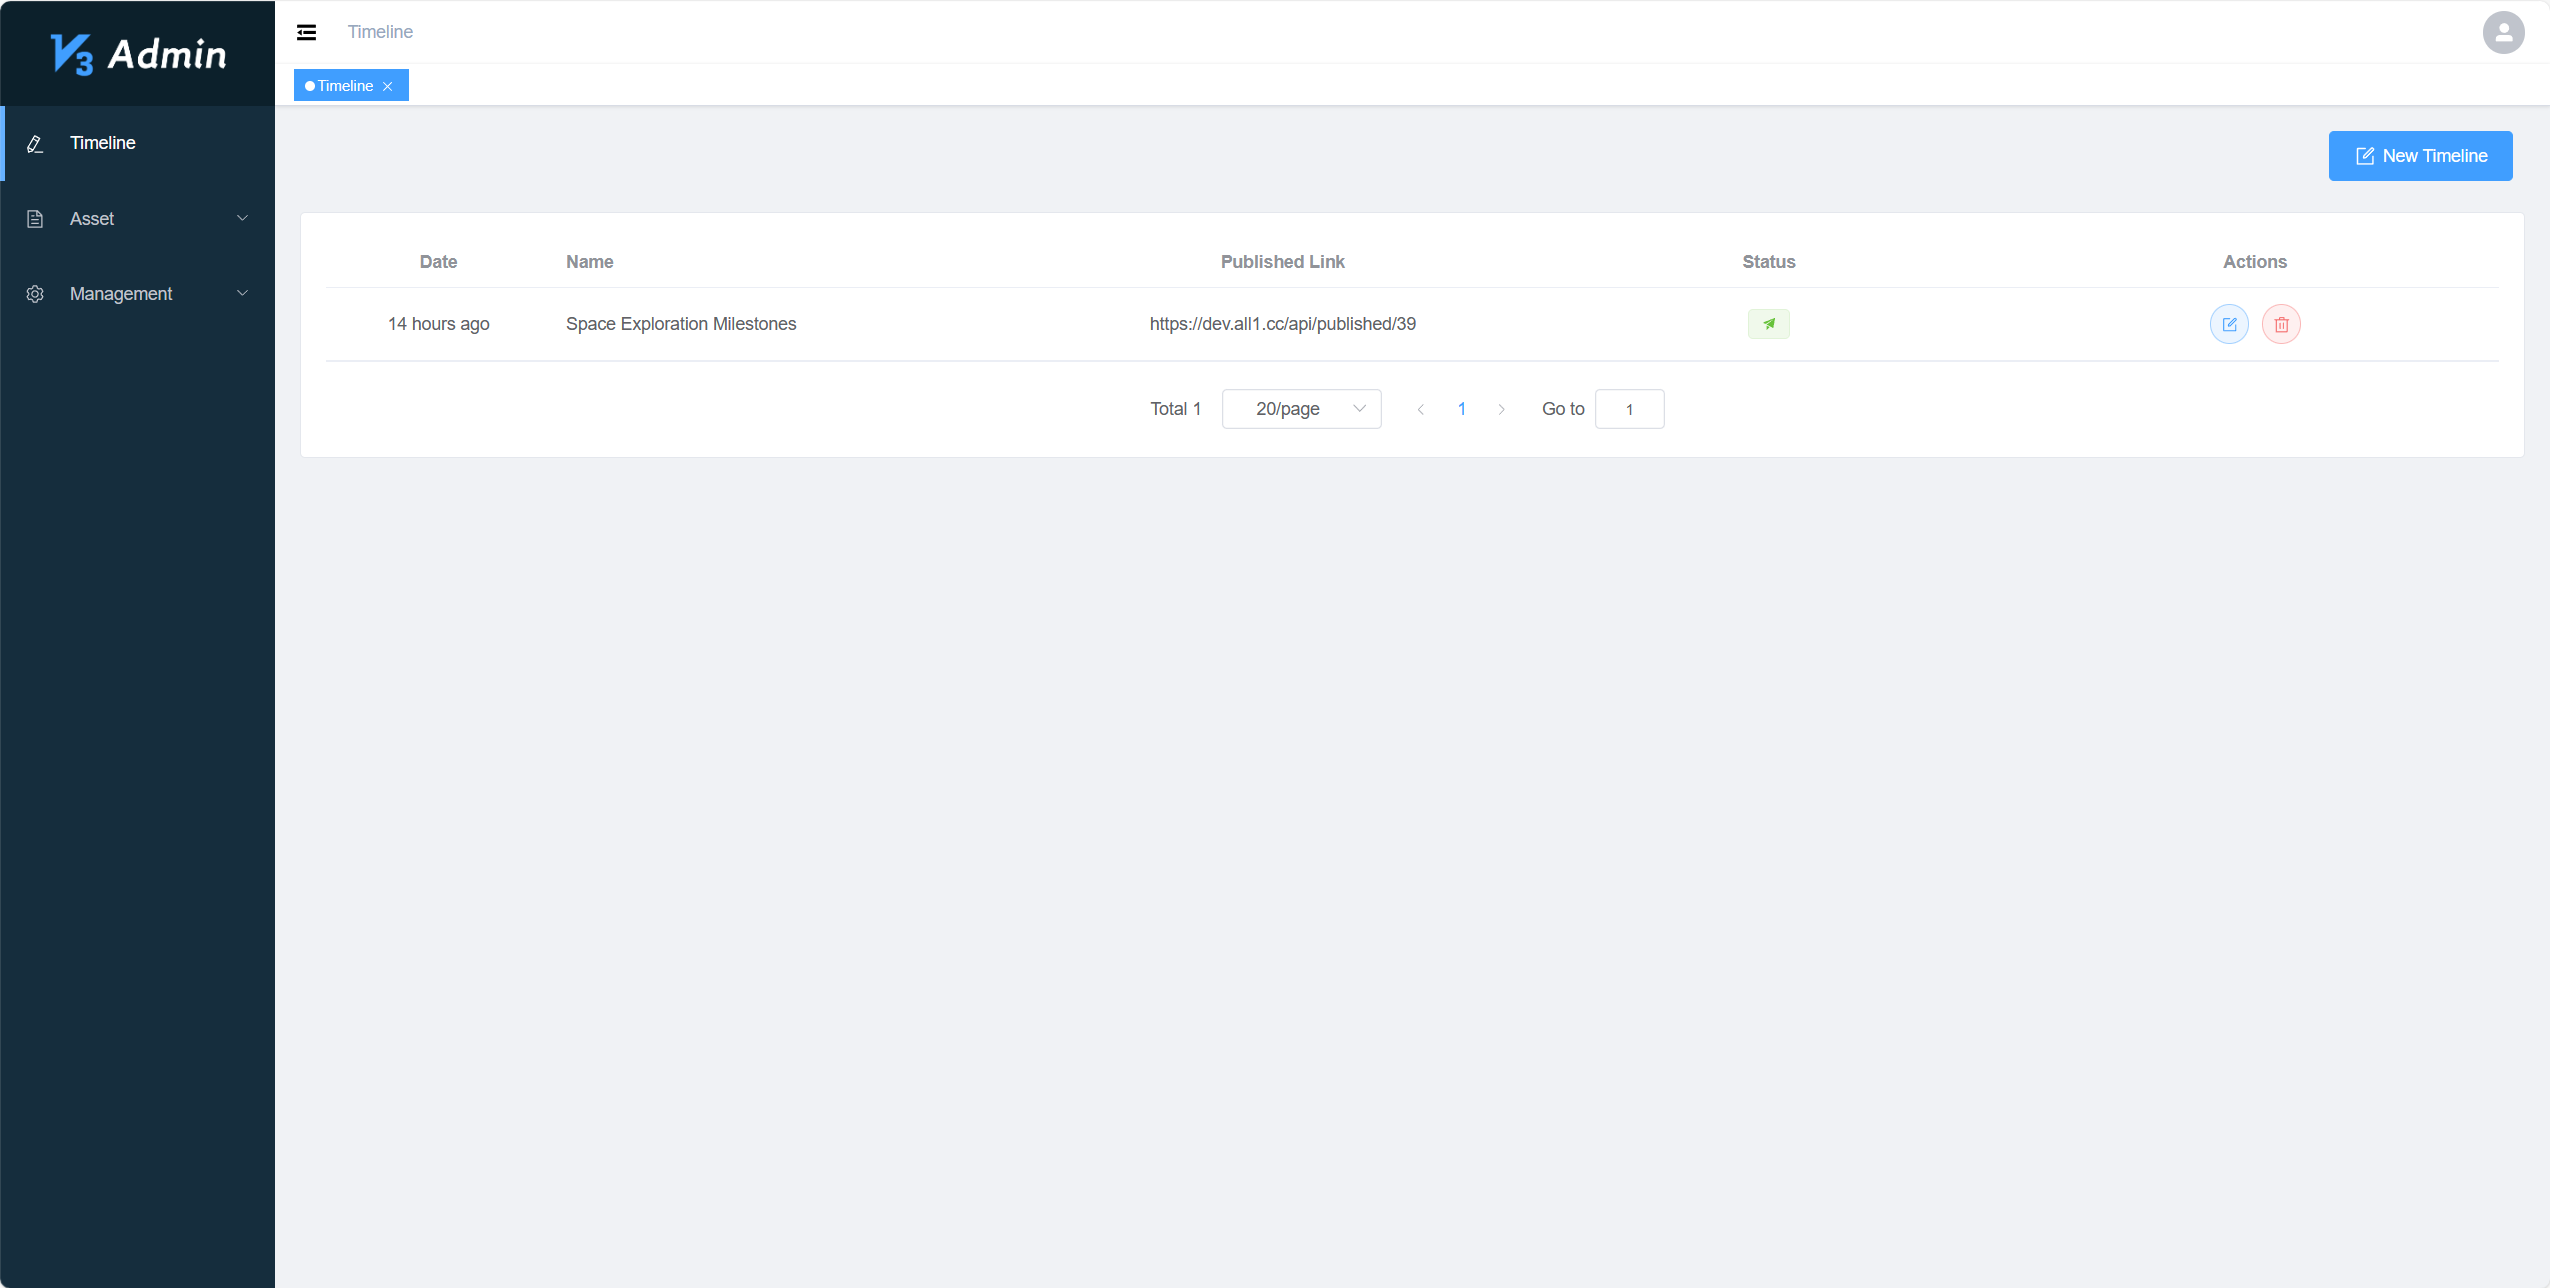 V3 Admin
Timeline
Timeline
Timeline
Asset
Management
New Timeline
Date Name Published Link Status Actions
14 hours ago Space Exploration Milestones https://dev.all1.cc/api/published/39
Total 1 20/page 1 Go to 1